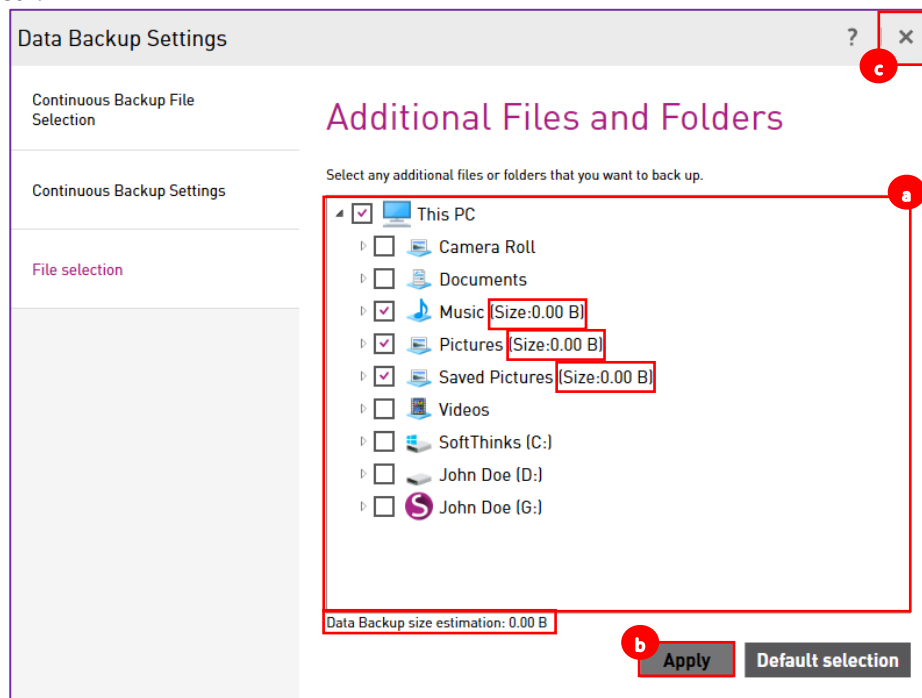 Data Backup Settings ? ×
c
Continuous Backup File
Selection
Additional Files and Folders
Select any additional files or folders that you want to back up.
Continuous Backup Settings
a
This PC
Camera Roll
Documents
File selection
Music (Size:0.00 B)
Pictures (Size:0.00 B)
Saved Pictures (Size:0.00 B)
Videos
SoftThinks (C:)
John Doe (D:)
S John Doe (G:)
Data Backup size estimation: 0.00 B
b
Apply Default selection